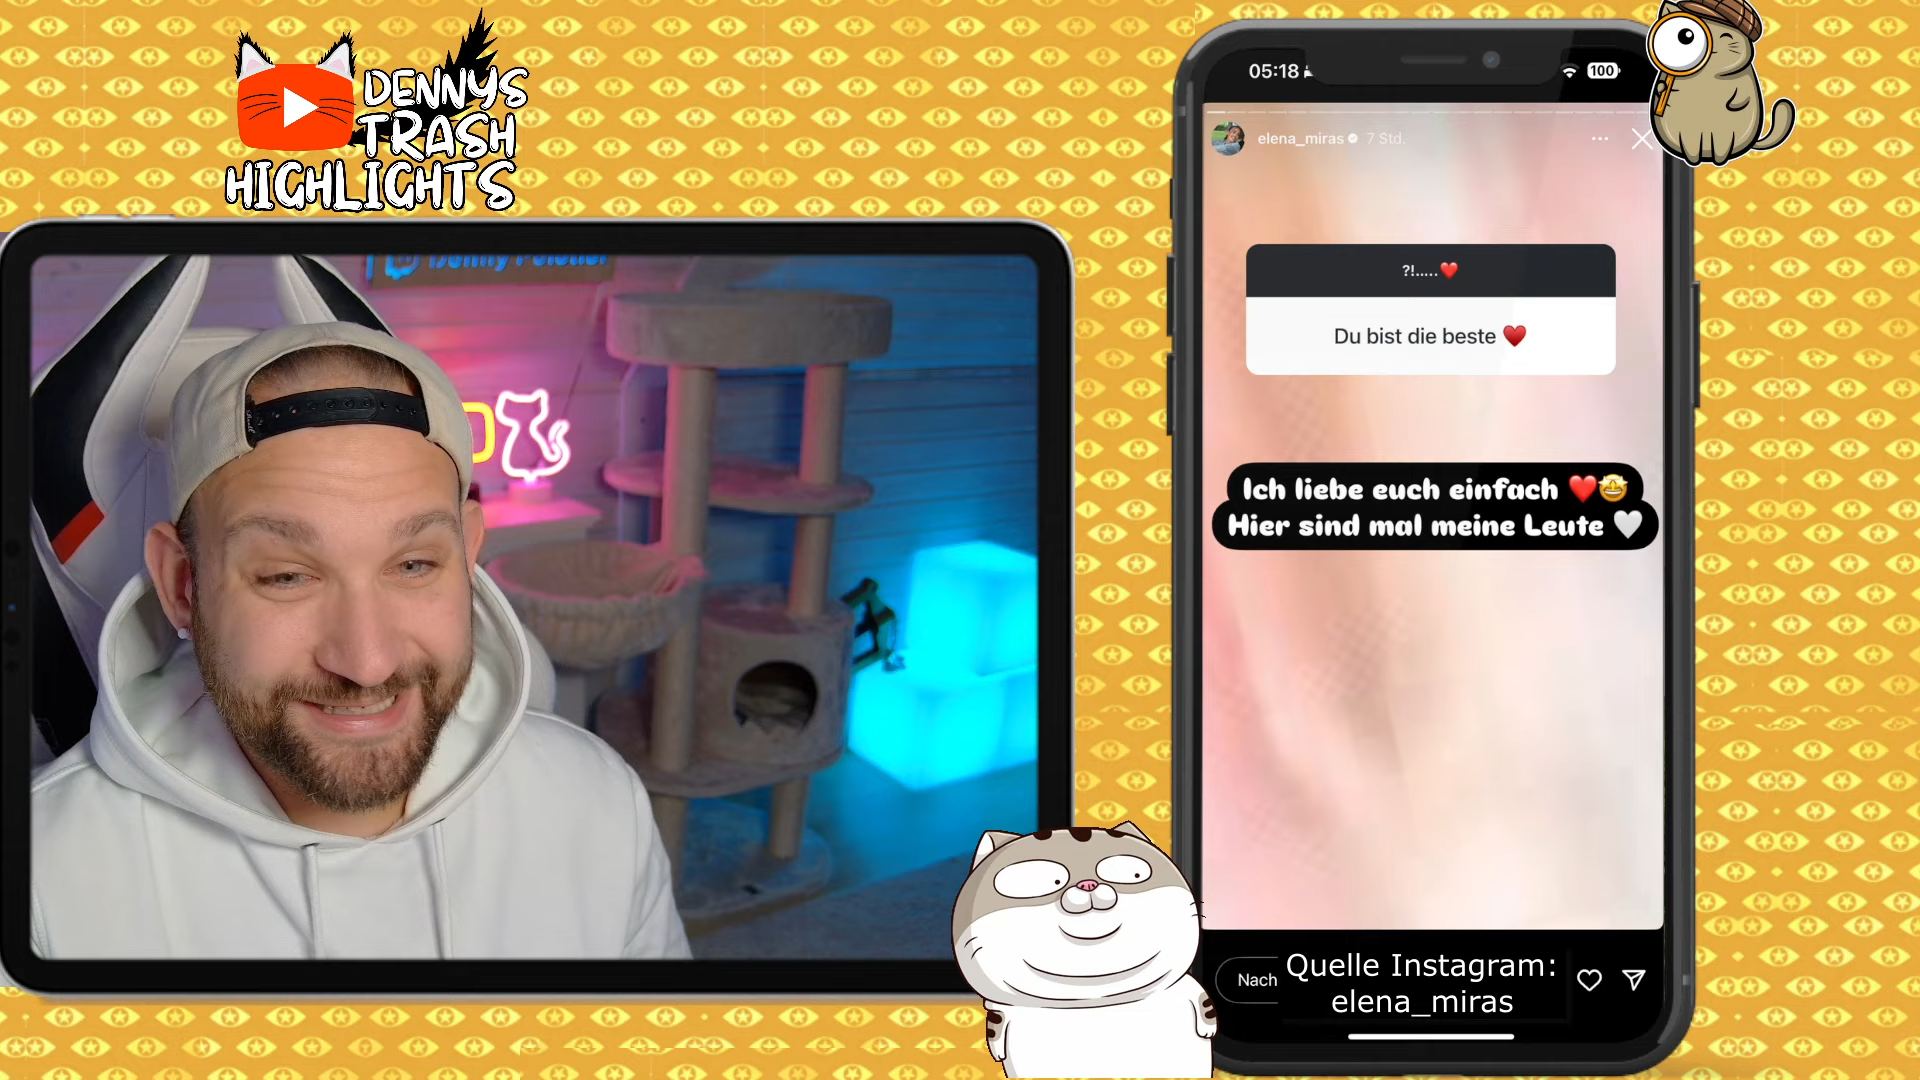 DENNYS
TRASH
HIGHLIGHTS
05:18
100
elena_miras
7 Std.
?!.....❤️
Du bist die beste ♥️
Ich liebe euch einfach ❤️🤩
Hier sind mal meine Leute 🤍
Nach
Quelle Instagram:
elena_miras